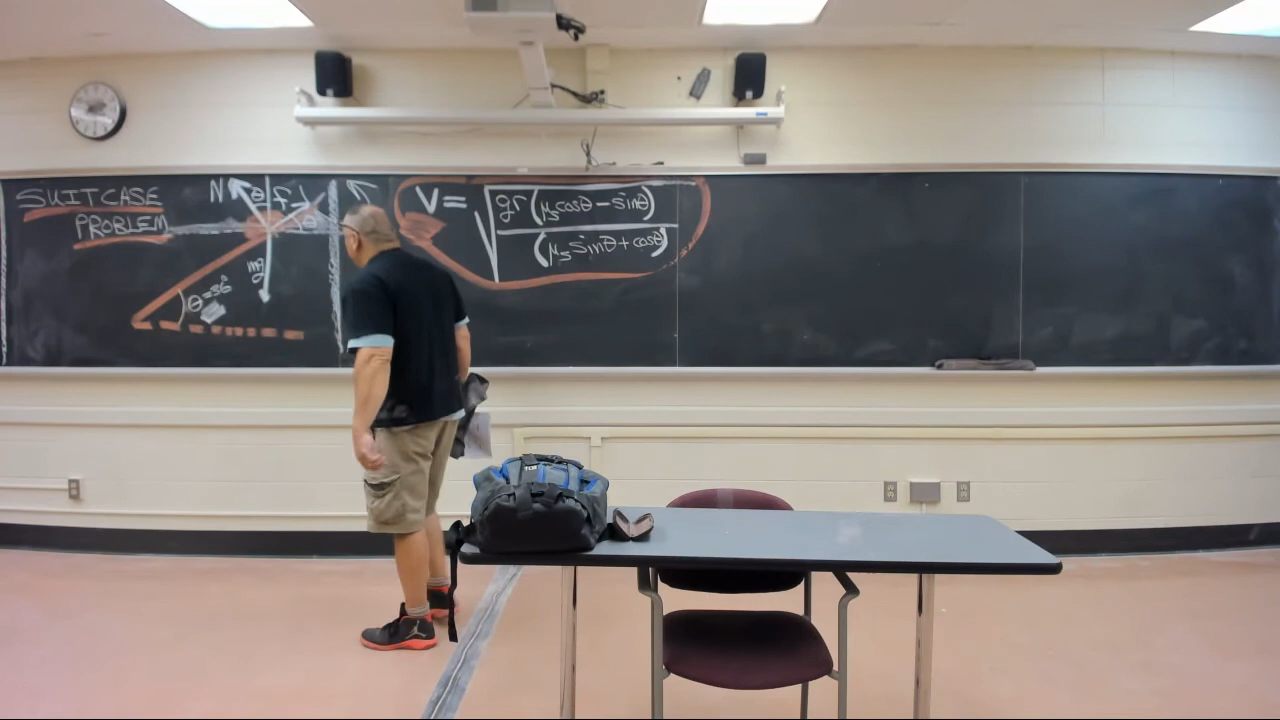 SUITCASE
PROBLEM
N θ f
θ
mg
θ=36°
V = √
gr(μscosθ-sinθ)
(μssinθ+cosθ)